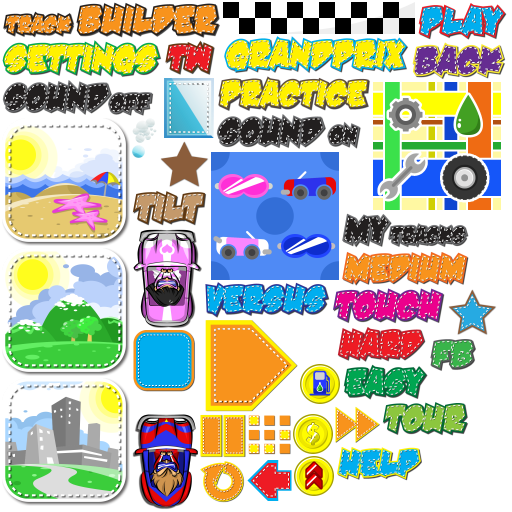 TRACK BUILDER
PLAY
SETTINGS
TW
GRANDPRIX
BACK
SOUND OFF
PRACTICE
SOUND ON
TILT
MY TRACKS
MEDIUM
VERSUS
TOUGH
HARD
FB
EASY
TOUR
$
HELP